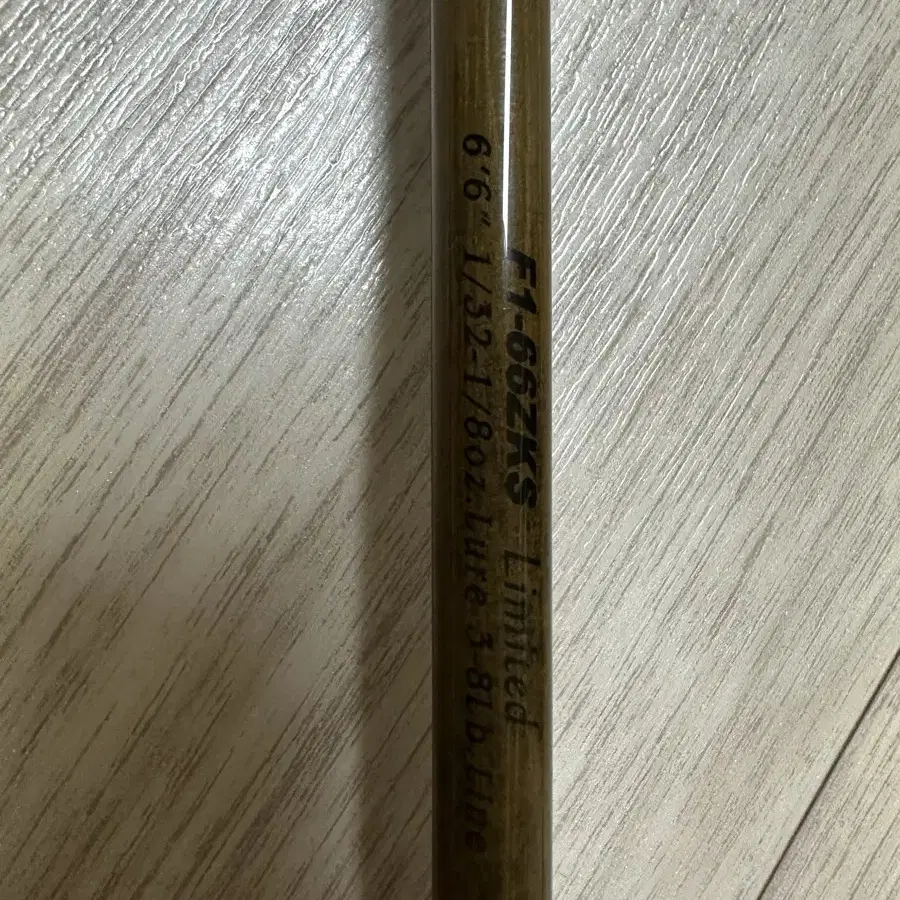 F1-66ZKS Limited
6'6" 1/32-1/8oz.Lure 3-8Lb.Line